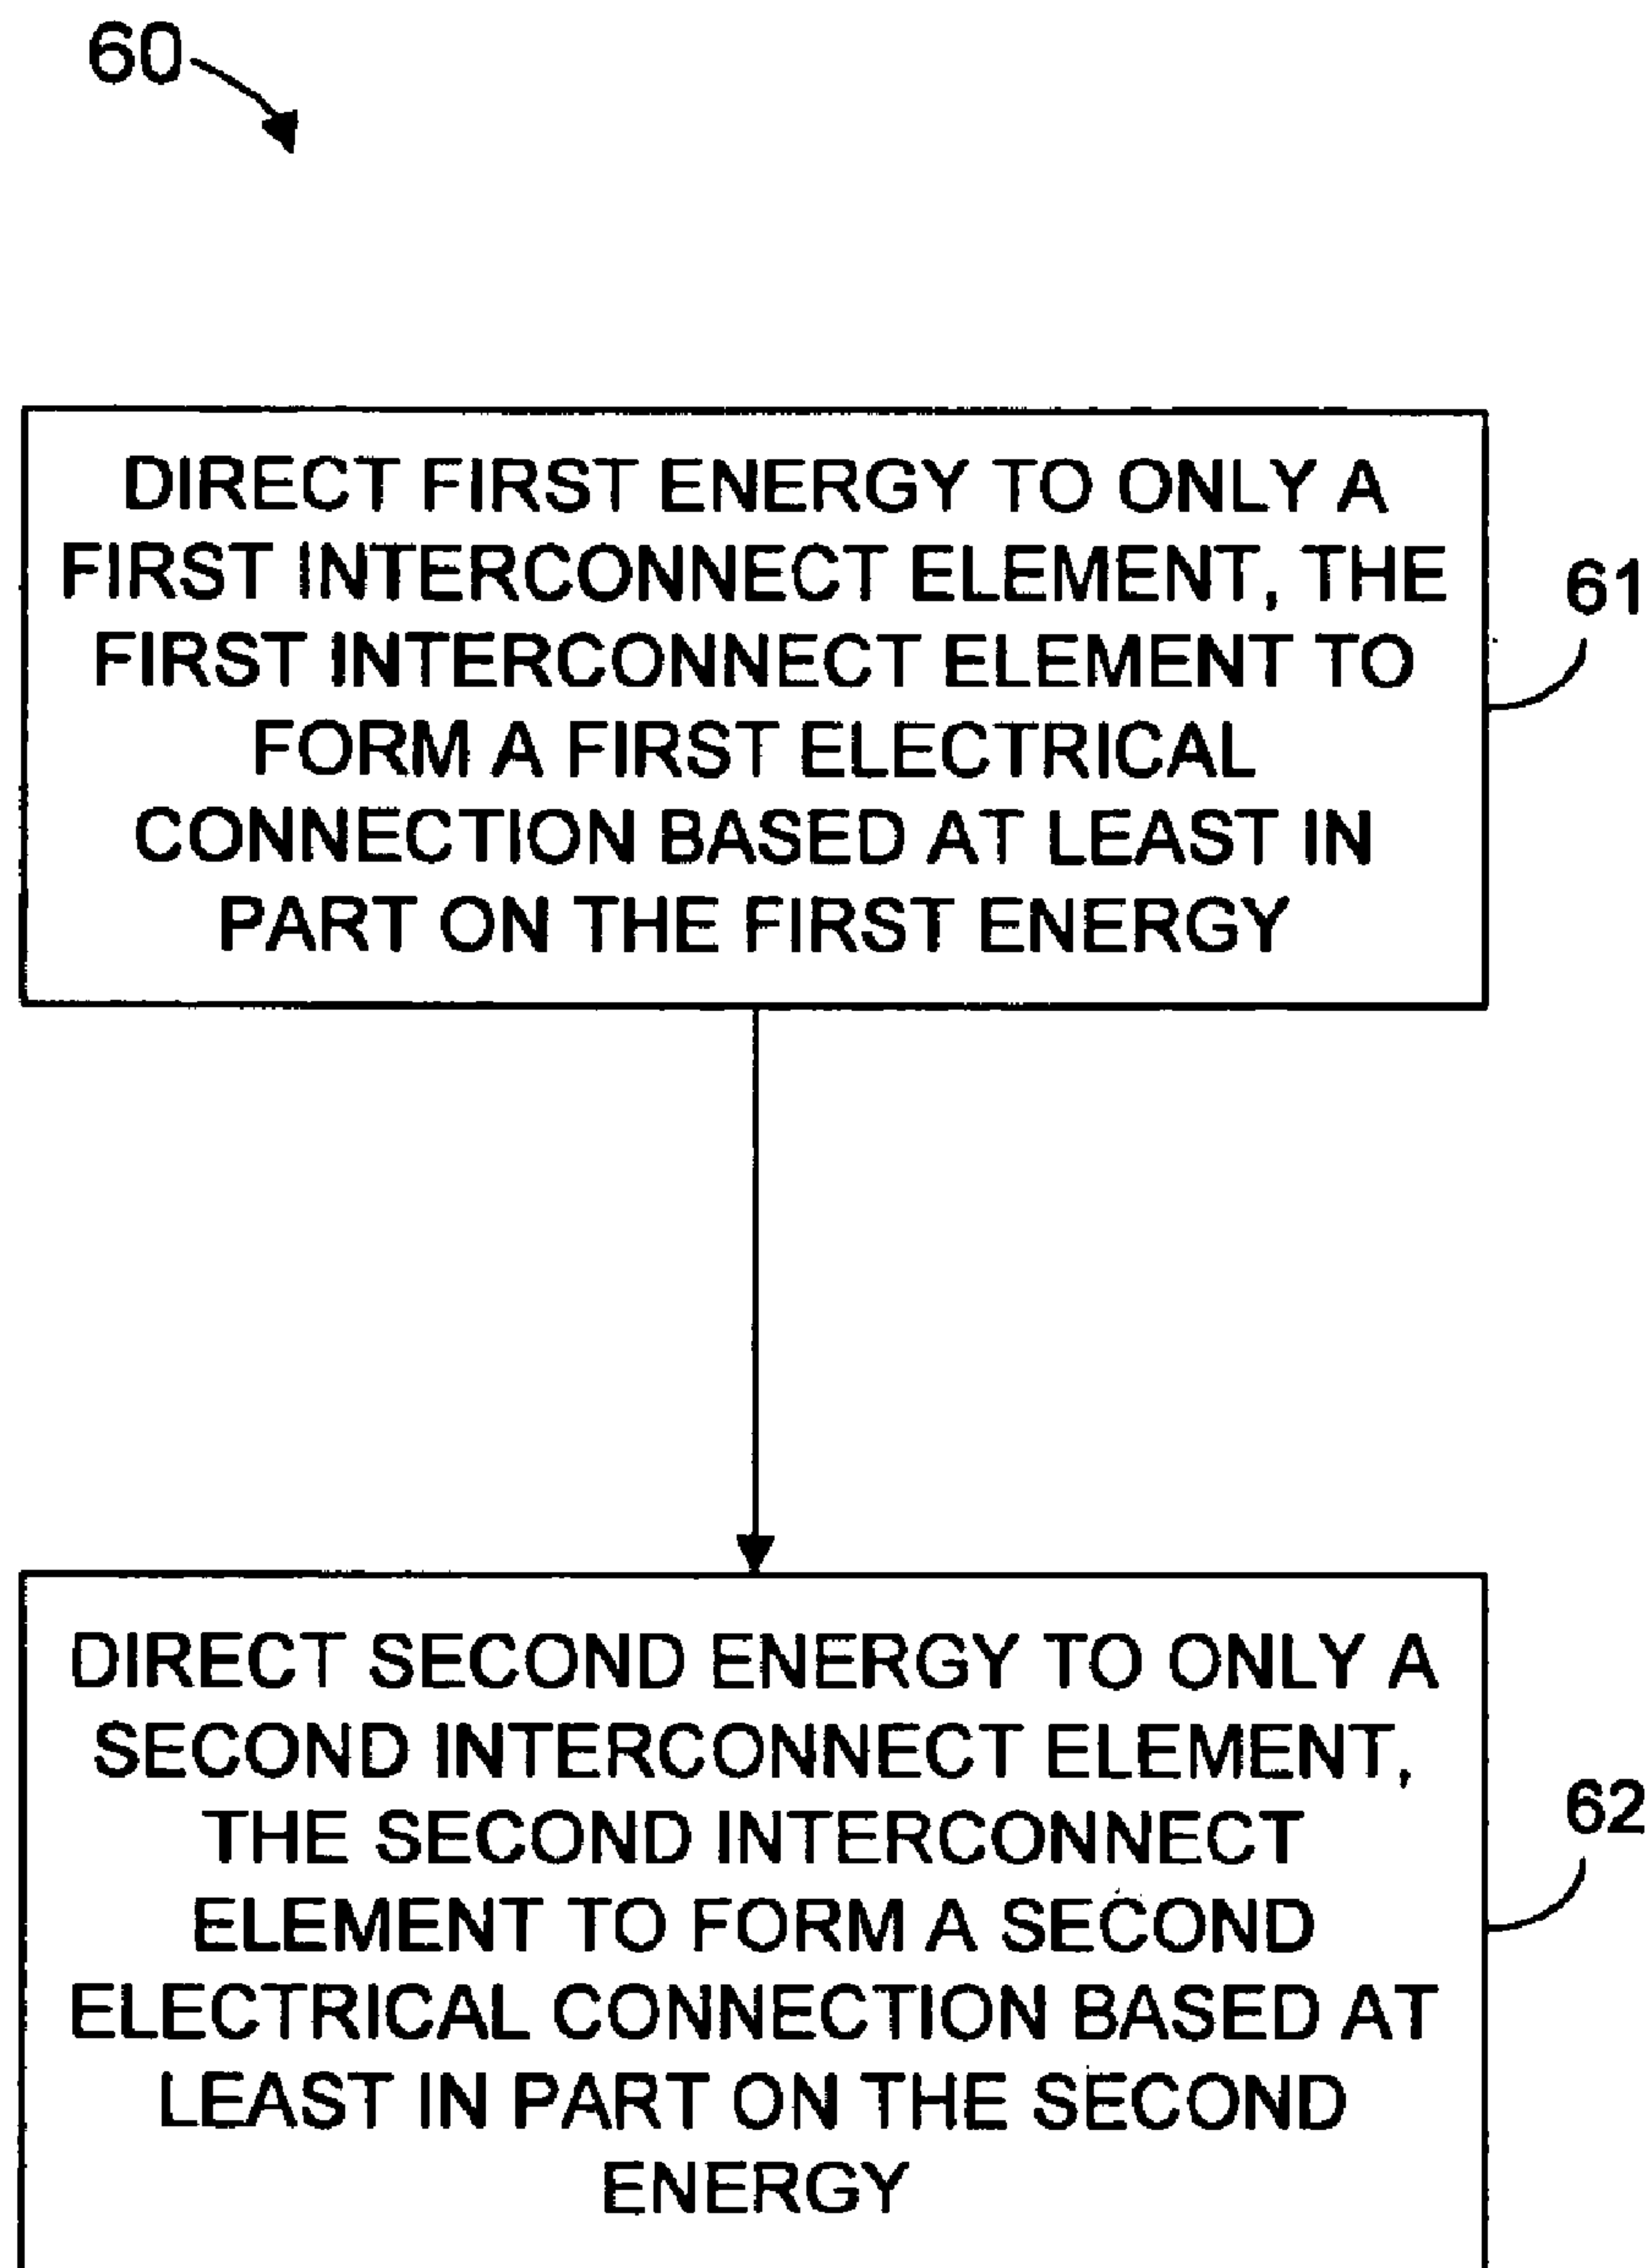 60
DIRECT FIRST ENERGY TO ONLY A
FIRST INTERCONNECT ELEMENT, THE
FIRST INTERCONNECT ELEMENT TO
FORM A FIRST ELECTRICAL
CONNECTION BASED AT LEAST IN
PART ON THE FIRST ENERGY
61
DIRECT SECOND ENERGY TO ONLY A
SECOND INTERCONNECT ELEMENT,
THE SECOND INTERCONNECT
ELEMENT TO FORM A SECOND
ELECTRICAL CONNECTION BASED AT
LEAST IN PART ON THE SECOND
ENERGY
62